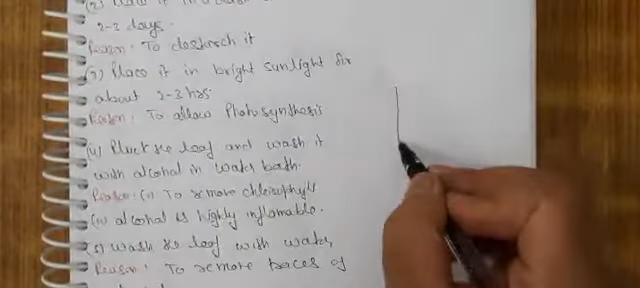 2-2 days.
Reason: To destarch it
(3) Place it in bright sunlight for
about 2-3 hrs.
Reason: To allow Photosynthesis
(4) Pluck the leaf and wash it
with alcohol in water bath.
Reason: (i) To remove chlorophyll
(ii) alcohol is highly inflamable.
(5) wash the leaf with water,
Reason: To remove traces of